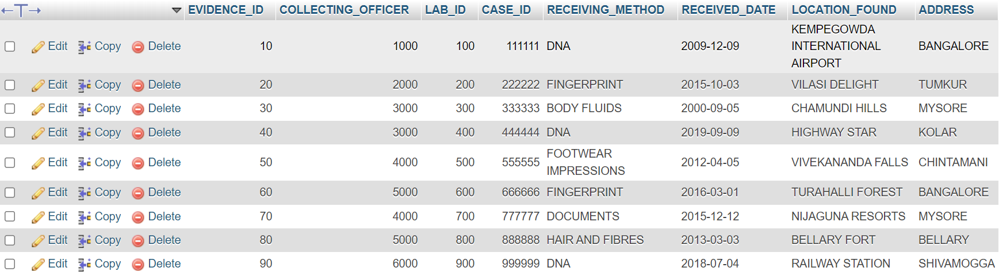 EVIDENCE_ID COLLECTING_OFFICER LAB_ID CASE_ID RECEIVING_METHOD RECEIVED_DATE LOCATION_FOUND ADDRESS
Edit Copy Delete 10 1000 100 111111 DNA 2009-12-09 KEMPEGOWDA INTERNATIONAL AIRPORT BANGALORE
Edit Copy Delete 20 2000 200 222222 FINGERPRINT 2015-10-03 VILASI DELIGHT TUMKUR
Edit Copy Delete 30 3000 300 333333 BODY FLUIDS 2000-09-05 CHAMUNDI HILLS MYSORE
Edit Copy Delete 40 3000 400 444444 DNA 2019-09-09 HIGHWAY STAR KOLAR
Edit Copy Delete 50 4000 500 555555 FOOTWEAR IMPRESSIONS 2012-04-05 VIVEKANANDA FALLS CHINTAMANI
Edit Copy Delete 60 5000 600 666666 FINGERPRINT 2016-03-01 TURAHALLI FOREST BANGALORE
Edit Copy Delete 70 4000 700 777777 DOCUMENTS 2015-12-12 NIJAGUNA RESORTS MYSORE
Edit Copy Delete 80 5000 800 888888 HAIR AND FIBRES 2013-03-03 BELLARY FORT BELLARY
Edit Copy Delete 90 6000 900 999999 DNA 2018-07-04 RAILWAY STATION SHIVAMOGGA